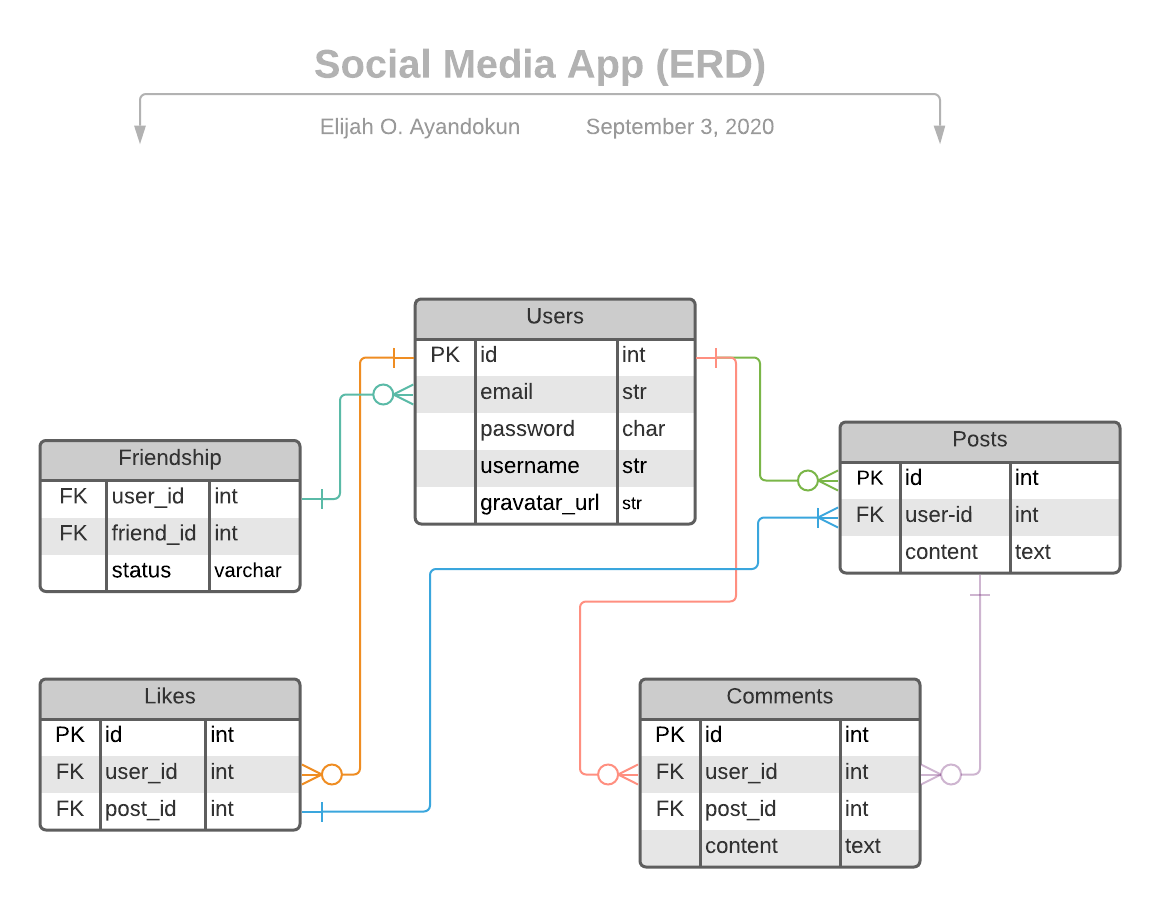 Social Media App (ERD)
Elijah O. Ayandokun September 3, 2020
Users
PK id int
email str
password char
username str
gravatar_url str
Friendship
FK user_id int
FK friend_id int
status varchar
Posts
PK id int
FK user-id int
content text
Likes
PK id int
FK user_id int
FK post_id int
Comments
PK id int
FK user_id int
FK post_id int
content text